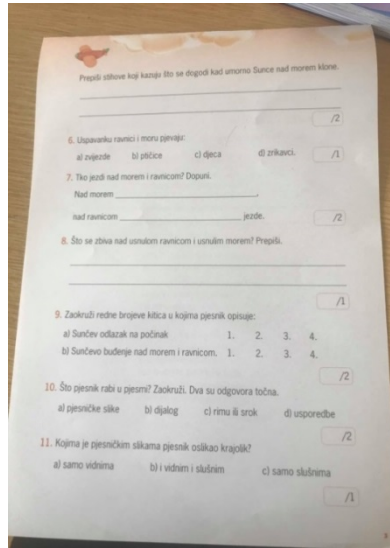 Prepiši stihove koji kazuju što se dogodi kad umorno Sunce nad morem klone.
/2
6. Uspavanku ravnici i moru pjevaju:
a) zvijezde b) ptičice c) djeca d) zrikavci. /1
7. Tko jezdi nad morem i ravnicom? Dopuni.
Nad morem ______________________________,
nad ravnicom __________________________ jezde. /2
8. Što se zbiva nad usnulom ravnicom i usnulim morem? Prepiši.
/1
9. Zaokruži redne brojeve kitica u kojima pjesnik opisuje:
a) Sunčev odlazak na počinak 1. 2. 3. 4.
b) Sunčevo buđenje nad morem i ravnicom. 1. 2. 3. 4.
/2
10. Što pjesnik rabi u pjesmi? Zaokruži. Dva su odgovora točna.
a) pjesničke slike b) dijalog c) rimu ili srok d) usporedbe
/2
11. Kojima je pjesničkim slikama pjesnik oslikao krajolik?
a) samo vidnima b) i vidnim i slušnim c) samo slušnima
/1